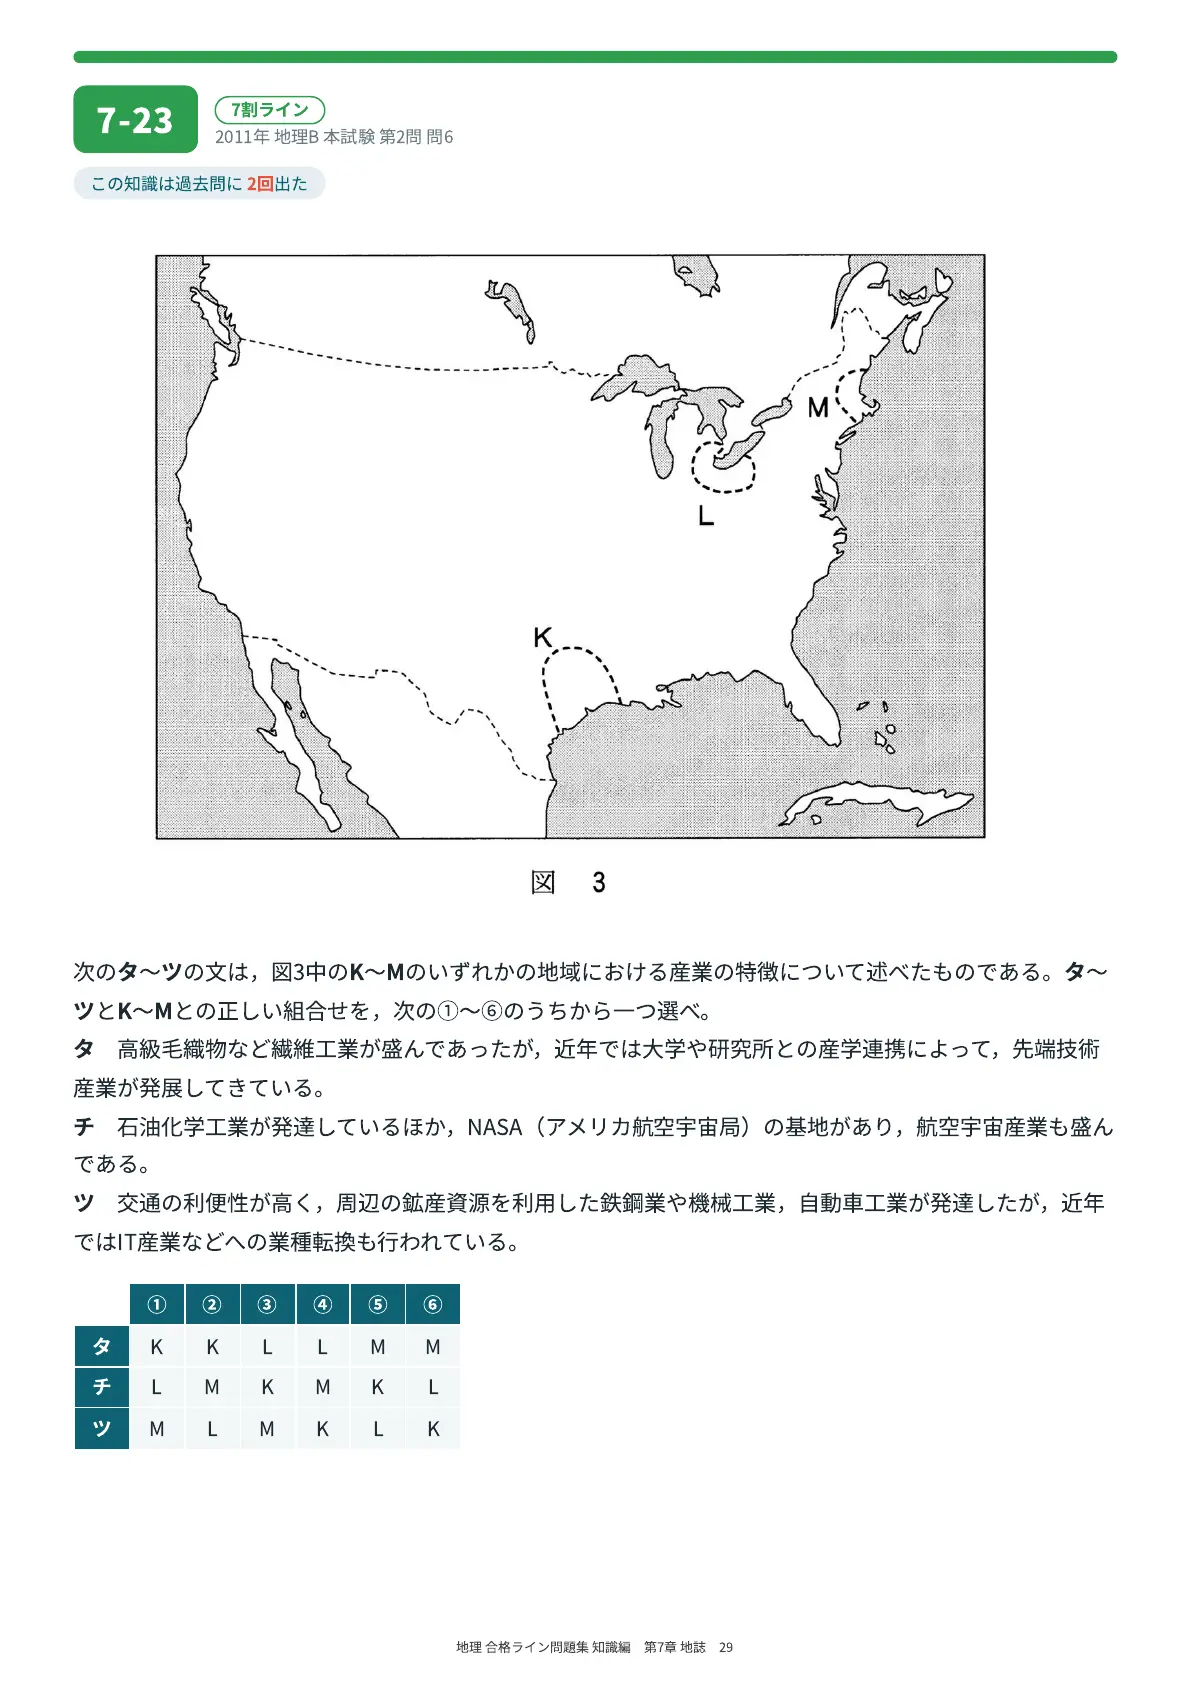 7-23
7割ライン
2011年 地理B 本試験 第2問 問6
この知識は過去問に 2回出た
M
L
K
図 3
次のタ〜ツの文は，図3中のK〜Mのいずれかの地域における産業の特徴について述べたものである。タ〜
ツとK〜Mとの正しい組合せを，次の①〜⑥のうちから一つ選べ。
タ　高級毛織物など繊維工業が盛んであったが，近年では大学や研究所との産学連携によって，先端技術
産業が発展してきている。
チ　石油化学工業が発達しているほか，NASA（アメリカ航空宇宙局）の基地があり，航空宇宙産業も盛ん
である。
ツ　交通の利便性が高く，周辺の鉱産資源を利用した鉄鋼業や機械工業，自動車工業が発達したが，近年
ではIT産業などへの業種転換も行われている。
① ② ③ ④ ⑤ ⑥
タ K K L L M M
チ L M K M K L
ツ M L M K L K
地理 合格ライン問題集 知識編　第7章 地誌　29